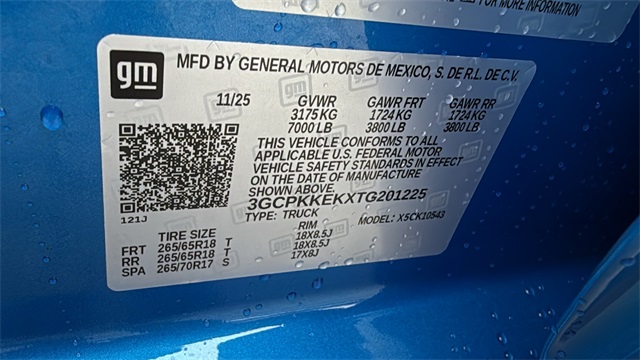 FOR MORE INFORMATION
gm
MFD BY GENERAL MOTORS DE MEXICO, S. DE R.L. DE C.V.
11/25 GVWR GAWR FRT GAWR RR
3175 KG 1724 KG 1724 KG
7000 LB 3800 LB 3800 LB
THIS VEHICLE CONFORMS TO ALL
APPLICABLE U.S. FEDERAL MOTOR
VEHICLE SAFETY STANDARDS IN EFFECT
ON THE DATE OF MANUFACTURE
SHOWN ABOVE.
3GCPKKEKXTG201225
TYPE: TRUCK MODEL: X5CK10543
121J
TIRE SIZE RIM
FRT 265/65R18 T 18X8.5J
RR 265/65R18 T 18X8.5J
SPA 265/70R17 S 17X8J